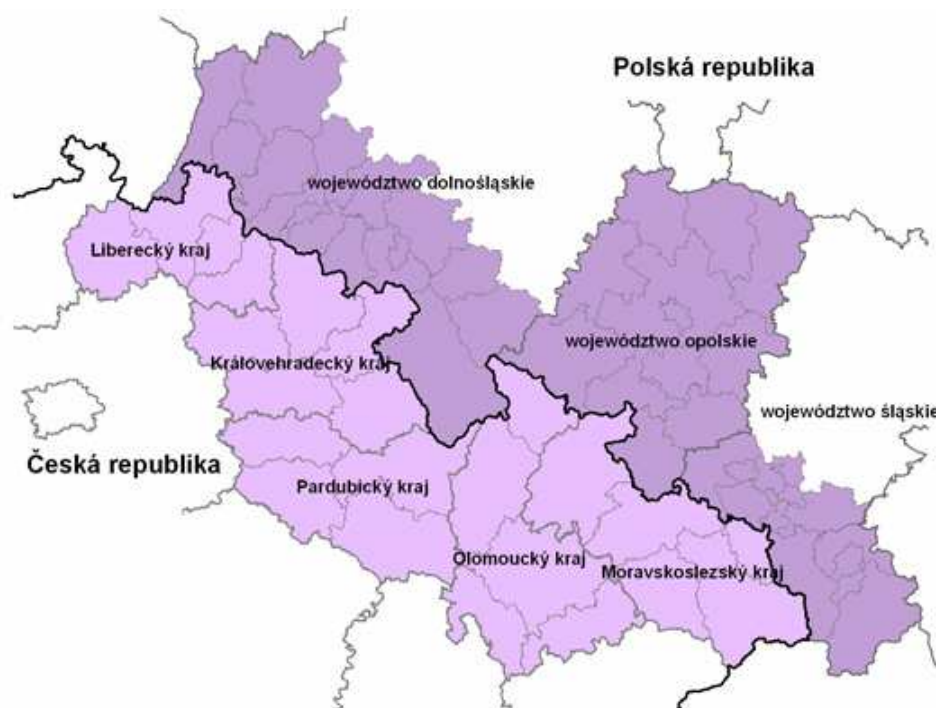 Polská republika
województwo dolnośląskie
Liberecký kraj
województwo opolskie
Královehradecký kraj
województwo śląskie
Česká republika
Pardubický kraj
Olomoucký kraj
Moravskoslezský kraj